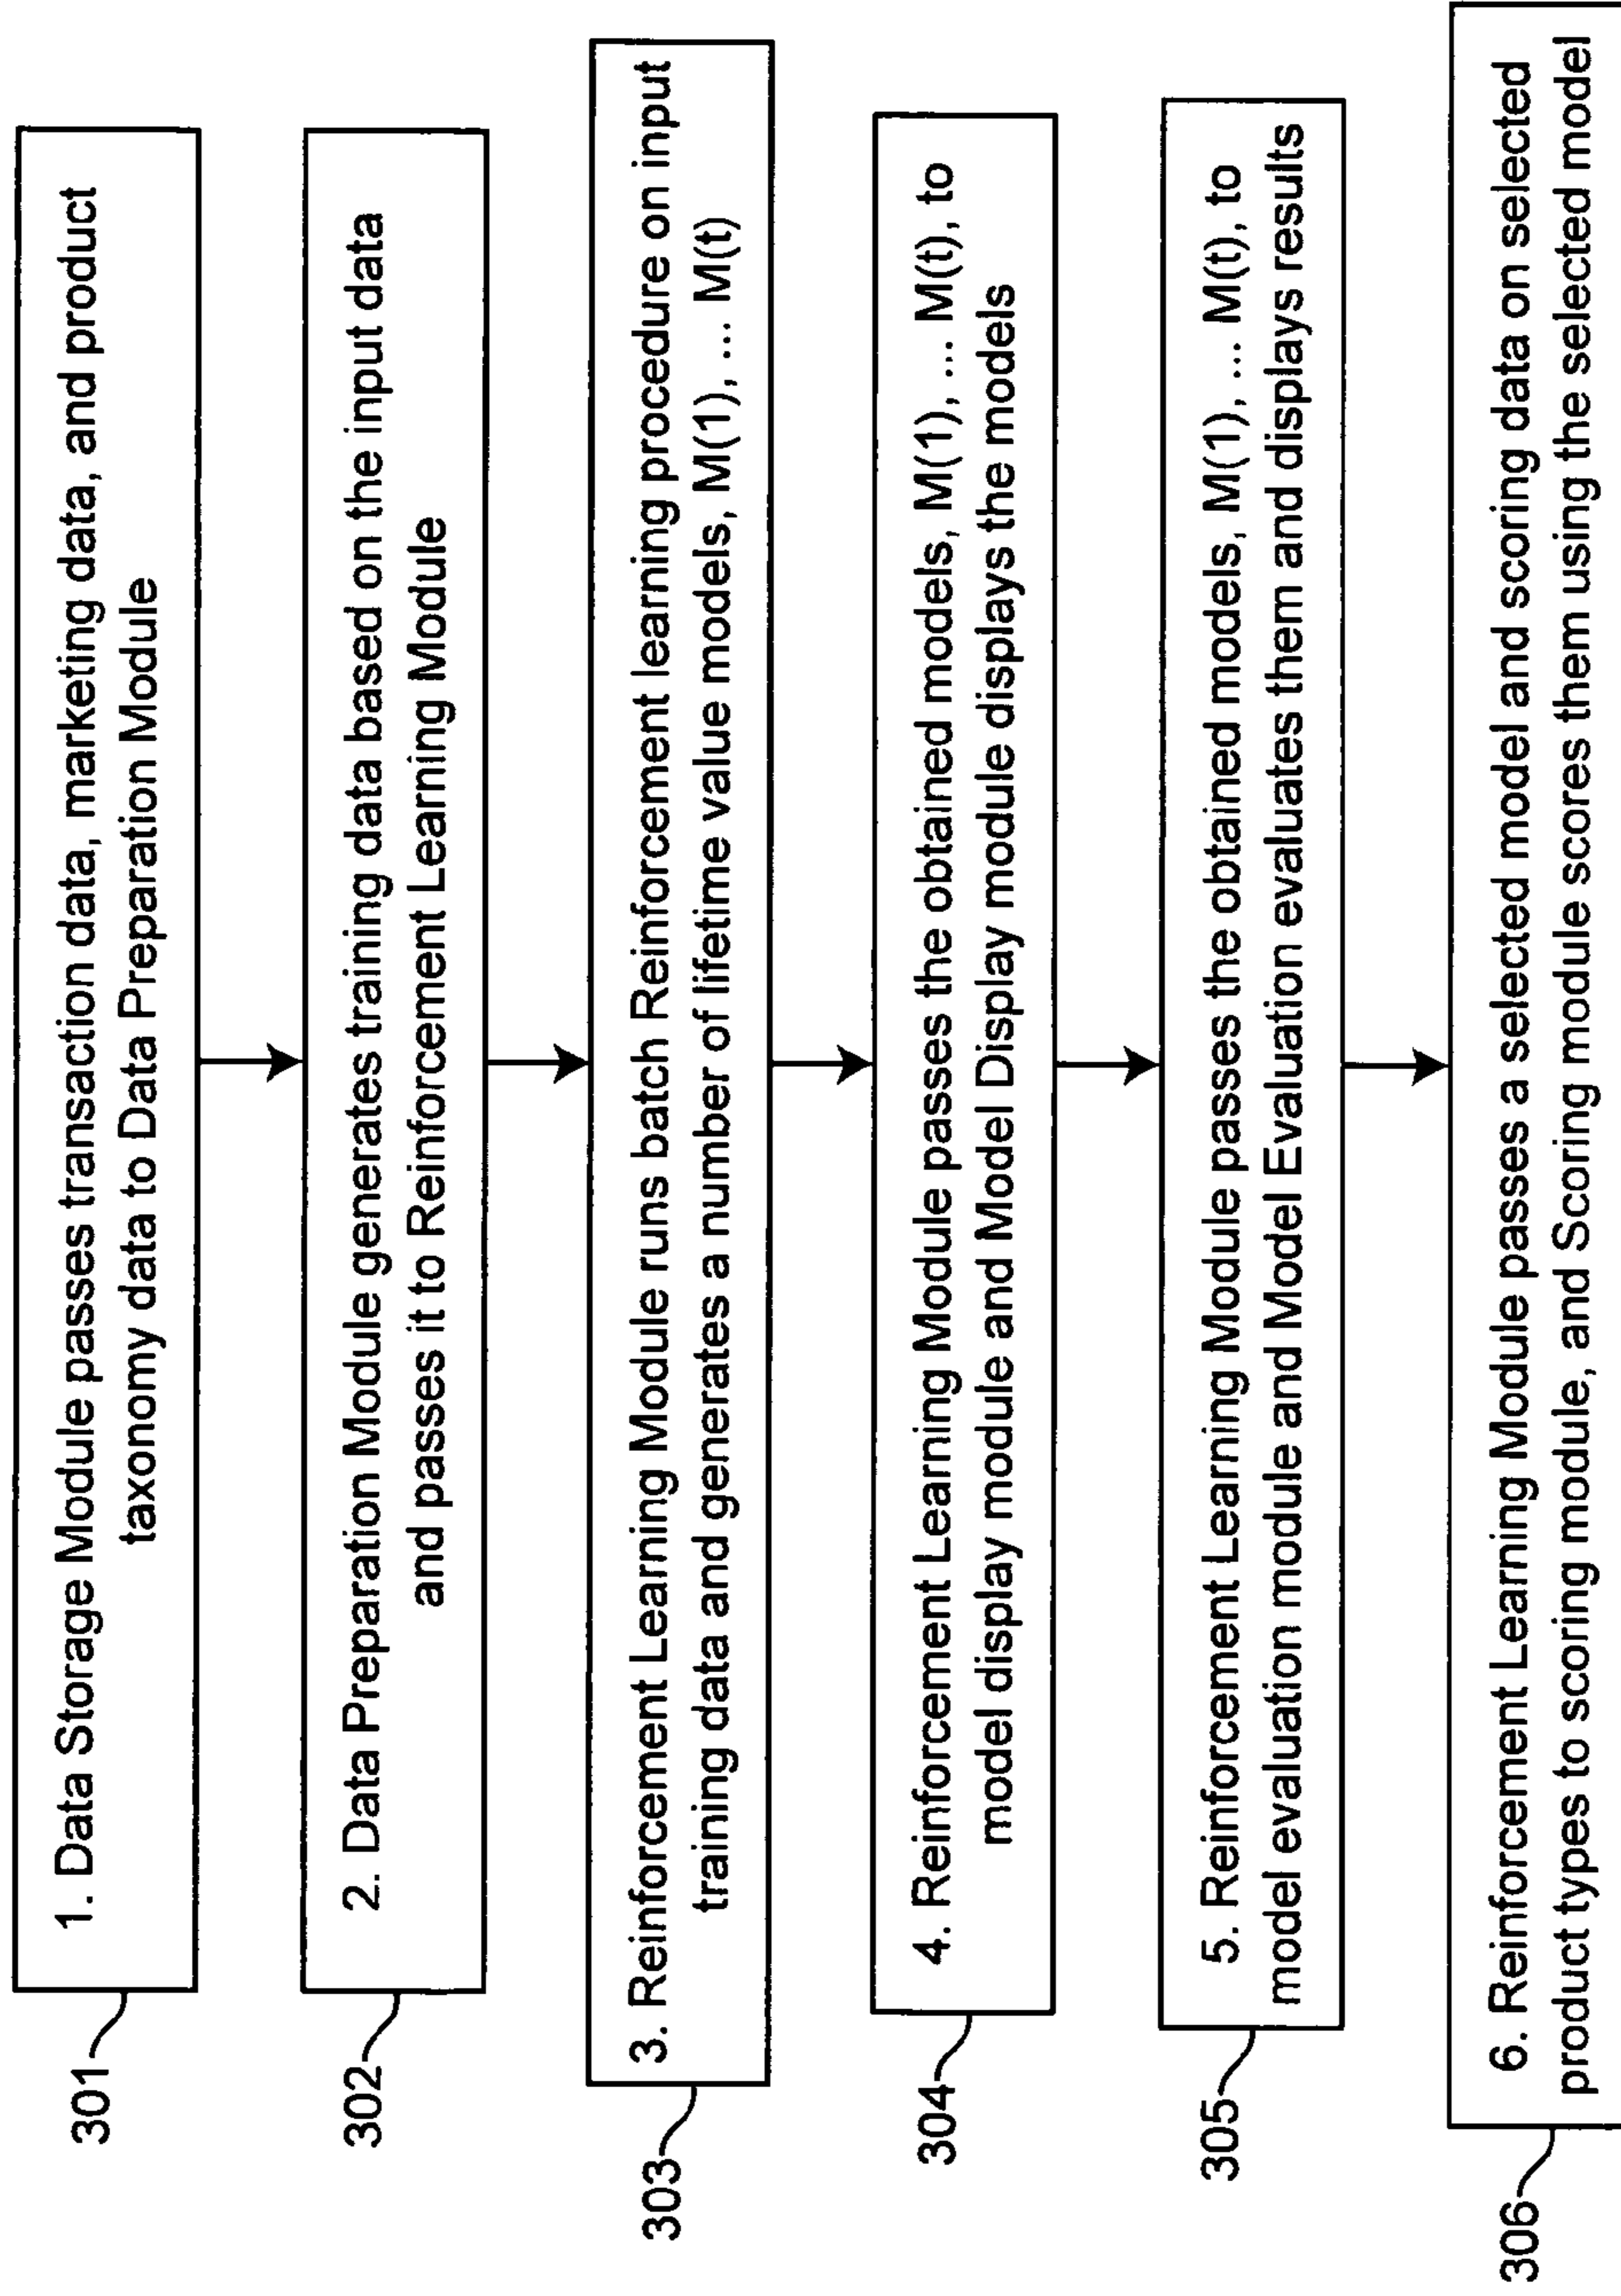 301
1. Data Storage Module passes transaction data, marketing data, and product
taxonomy data to Data Preparation Module
302
2. Data Preparation Module generates training data based on the input data
and passes it to Reinforcement Learning Module
303
3. Reinforcement Learning Module runs batch Reinforcement learning procedure on input
training data and generates a number of lifetime value models, M(1), ... M(t)
304
4. Reinforcement Learning Module passes the obtained models, M(1), ... M(t), to
model display module and Model Display module displays the models
305
5. Reinforcement Learning Module passes the obtained models, M(1), ... M(t), to
model evaluation module and Model Evaluation evaluates them and displays results
306
6. Reinforcement Learning Module passes a selected model and scoring data on selected
product types to scoring module, and Scoring module scores them using the selected model